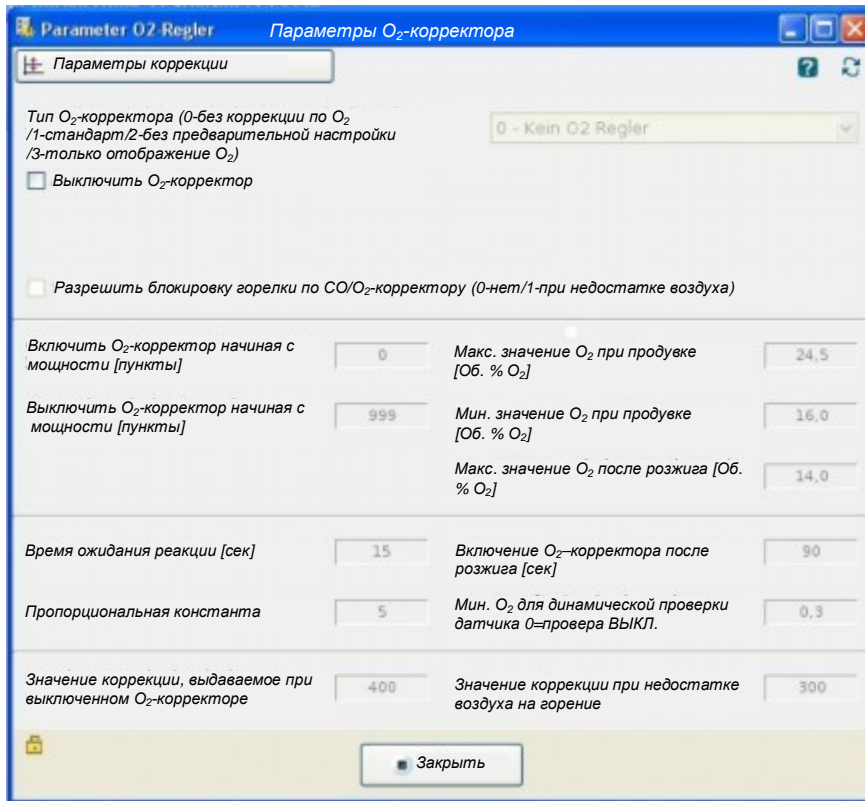 Parameter O2-Regler Параметры O₂-корректора
Параметры коррекции
Тип O₂-корректора (0-без коррекции по O₂
/1-стандарт/2-без предварительной настройки
/3-только отображение O₂)
0 - Kein O2 Regler
Выключить O₂-корректор
Разрешить блокировку горелки по CO/O₂-корректору (0-нет/1-при недостатке воздуха)
Включить O₂-корректор начиная с
мощности [пункты]
0
Макс. значение O₂ при продувке
[Об. % O₂]
24,5
Выключить O₂-корректор начиная с
мощности [пункты]
999
Мин. значение O₂ при продувке
[Об. % O₂]
16,0
Макс. значение O₂ после розжига [Об.
% O₂]
14,0
Время ожидания реакции [сек]
15
Включение O₂–корректора после
розжига [сек]
90
Пропорциональная константа
5
Мин. O₂ для динамической проверки
датчика 0=провера ВЫКЛ.
0,3
Значение коррекции, выдаваемое при
выключенном O₂-корректоре
400
Значение коррекции при недостатке
воздуха на горение
300
Закрыть